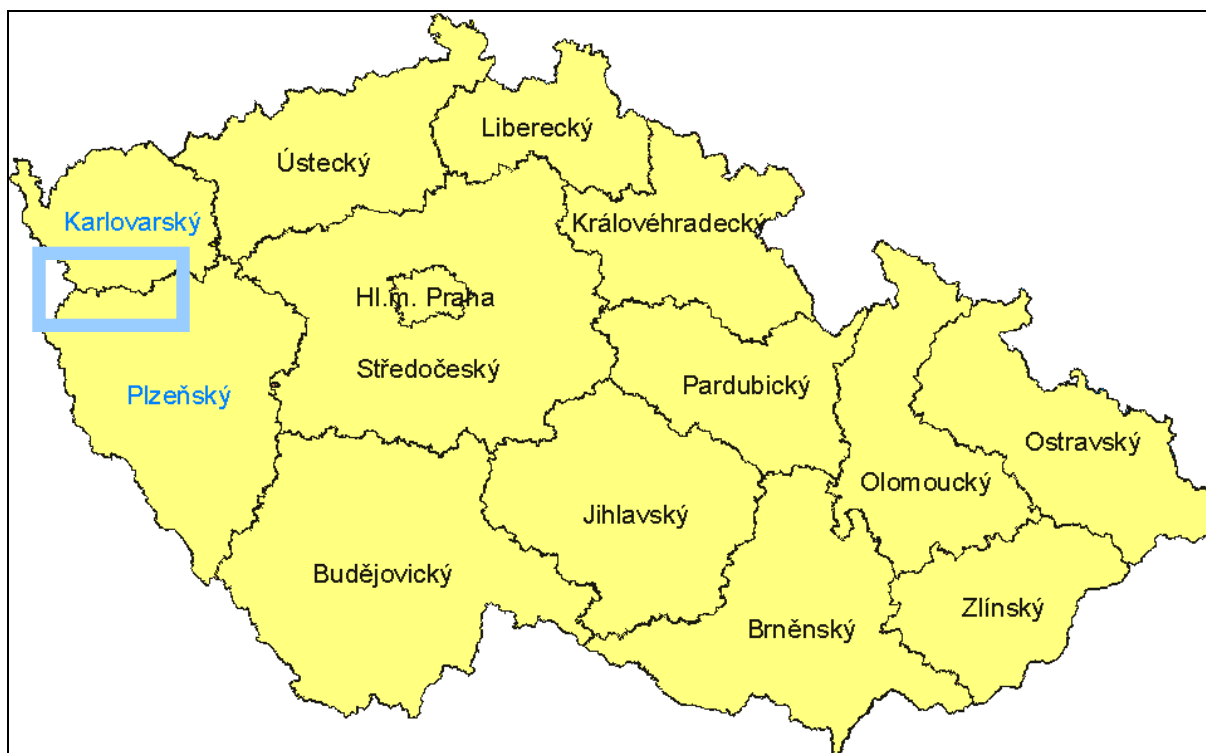 Liberecký
Ústecký
Karlovarský
Královéhradecký
Hl.m. Praha
Středočeský
Plzeňský
Pardubický
Ostravský
Olomoucký
Jihlavský
Budějovický
Zlínský
Brněnský